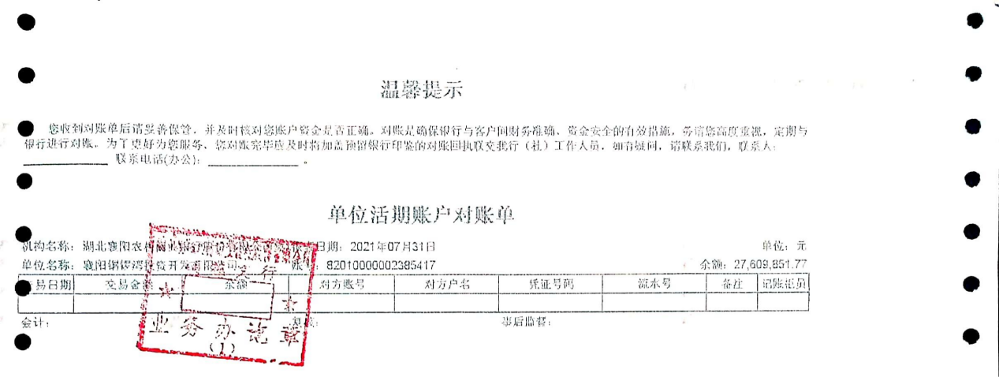 温馨提示
您收到对账单后请妥善保管,并及时核对您账户资金是否正确。对账是确保银行与客户间财务准确、资金安全的有效措施,务请您高度重视,定期与
银行进行对账。为了更好为您服务,您对账完毕应及时将加盖预留银行印鉴的对账回执联交我行(社)工作人员,如有疑问,请联系我们,联系人:
联系电话(办公): 。
单位活期账户对账单
机构名称:湖北襄阳农村商业银行股份有限公司 日期:2021年07月31日 单位:元
单位名称:襄阳铜锣湾投资开发有限公司 账号:82010000002385417 余额:27,609,851.77
交易日期 交易金额 余额 对方账号 对方户名 凭证号码 流水号 备注 记账柜员
会计: 复核: 事后监督:
支行
业务办讫章
(1)